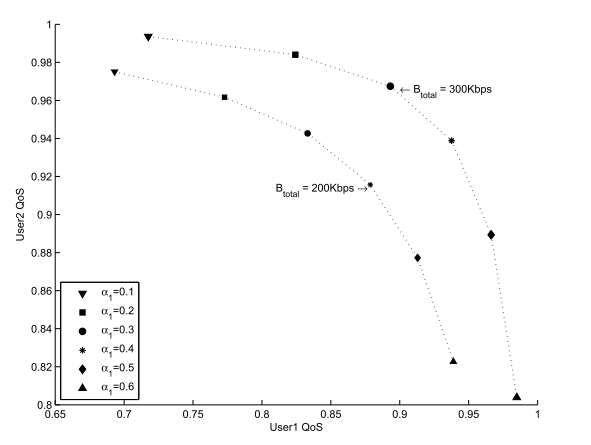 1
0.98
0.96
0.94
0.92
0.9
0.88
0.86
0.84
0.82
0.8
User2 QoS
B_total = 300Kbps
B_total = 200Kbps
α_1=0.1
α_1=0.2
α_1=0.3
α_1=0.4
α_1=0.5
α_1=0.6
0.65 0.7 0.75 0.8 0.85 0.9 0.95 1
User1 QoS